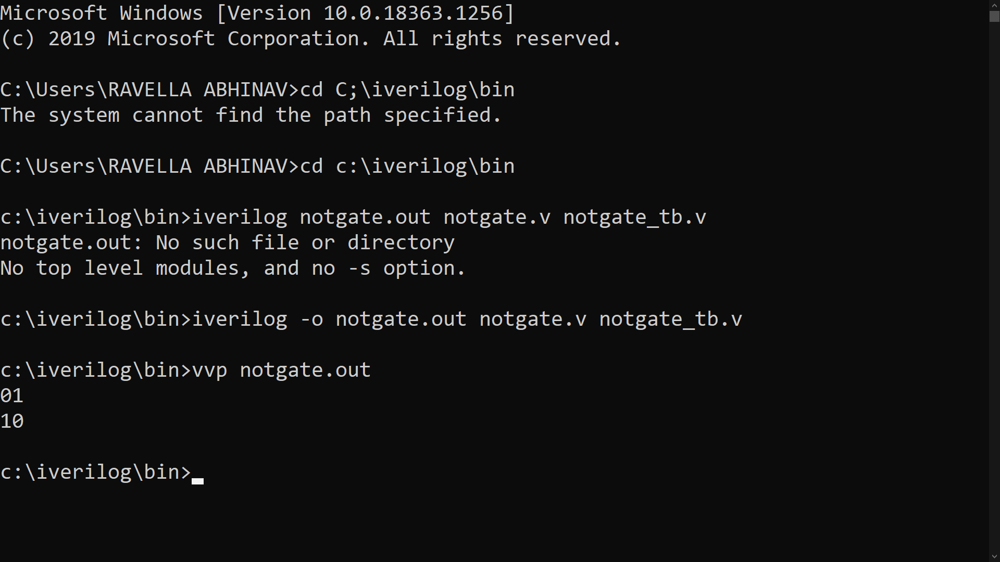 Microsoft Windows [Version 10.0.18363.1256]
(c) 2019 Microsoft Corporation. All rights reserved.
C:\Users\RAVELLA ABHINAV>cd C;\iverilog\bin
The system cannot find the path specified.
C:\Users\RAVELLA ABHINAV>cd c:\iverilog\bin
c:\iverilog\bin>iverilog notgate.out notgate.v notgate_tb.v
notgate.out: No such file or directory
No top level modules, and no -s option.
c:\iverilog\bin>iverilog -o notgate.out notgate.v notgate_tb.v
c:\iverilog\bin>vvp notgate.out
01
10
c:\iverilog\bin>